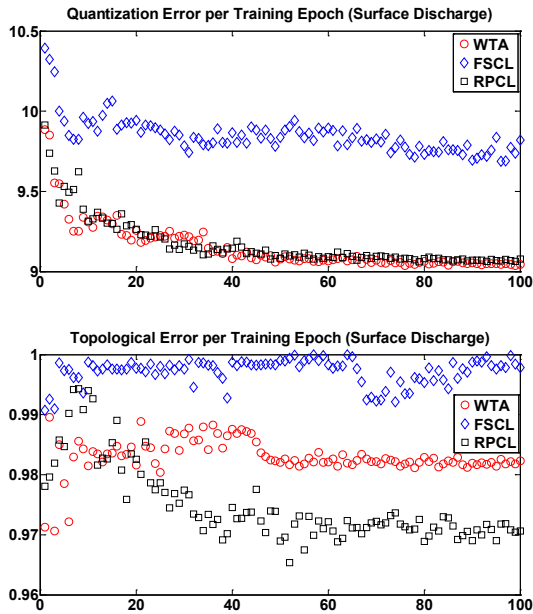 Quantization Error per Training Epoch (Surface Discharge)
10.5
WTA
FSCL
RPCL
10
9.5
9
0 20 40 60 80 100
Topological Error per Training Epoch (Surface Discharge)
1
0.99
WTA
FSCL
RPCL
0.98
0.97
0.96
0 20 40 60 80 100